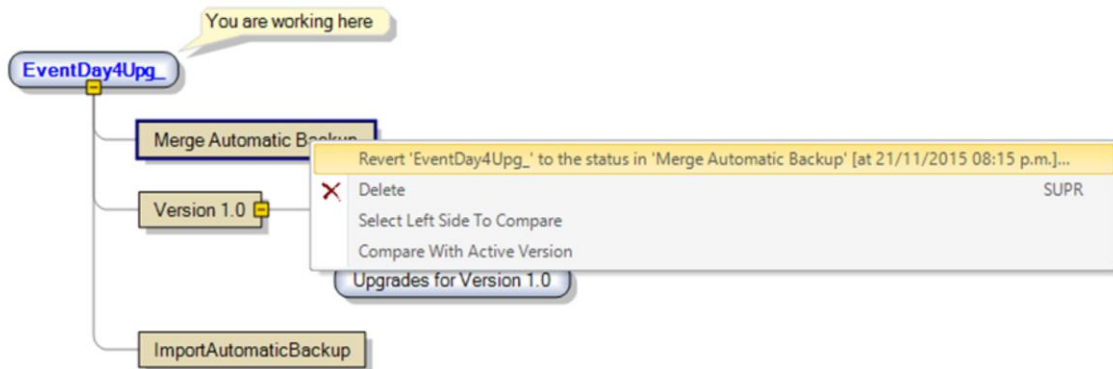 You are working here
EventDay4Upg_
Merge Automatic Backup
Revert 'EventDay4Upg_' to the status in 'Merge Automatic Backup' [at 21/11/2015 08:15 p.m.]...
Delete SUPR
Version 1.0
Select Left Side To Compare
Compare With Active Version
Upgrades for Version 1.0
ImportAutomaticBackup